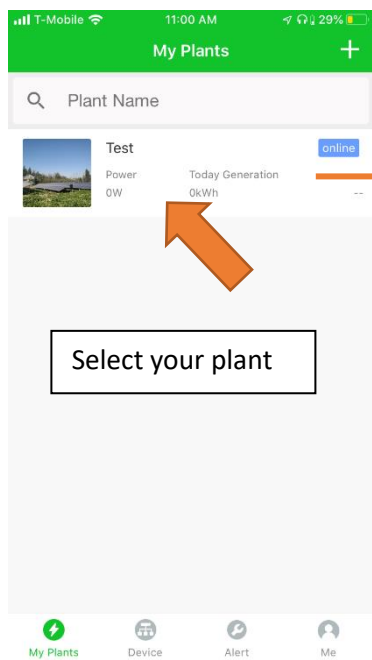 T-Mobile 11:00 AM 29%
My Plants +
Plant Name
Test online
Power Today Generation
0W 0kWh --
Select your plant
My Plants Device Alert Me